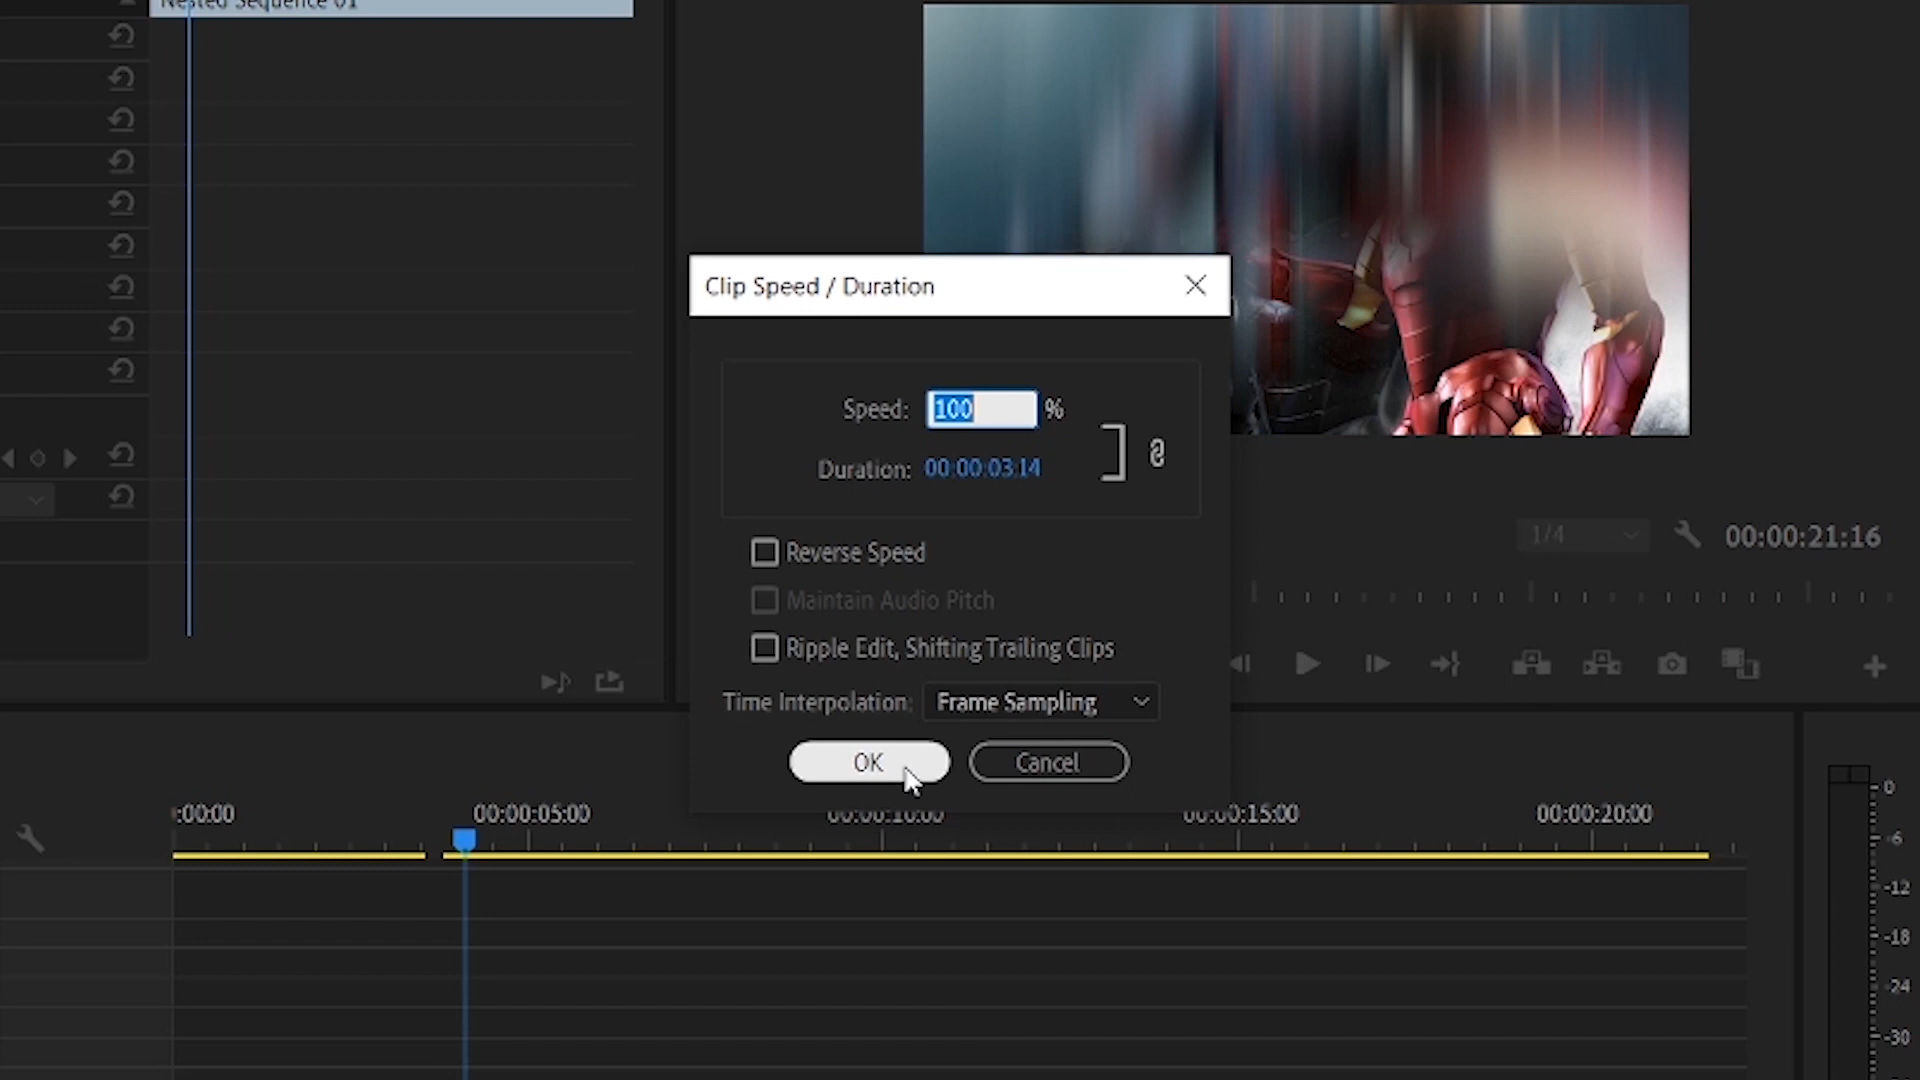 Nested Sequence 01
Clip Speed / Duration
Speed: 100 %
Duration: 00:00:03:14
Reverse Speed
1/4
00:00:21:16
Maintain Audio Pitch
Ripple Edit, Shifting Trailing Clips
Time Interpolation: Frame Sampling
OK
Cancel
:00:00
00:00:05:00
00:00:10:00
00:00:15:00
00:00:20:00
0
-6
-12
-18
-24
-30